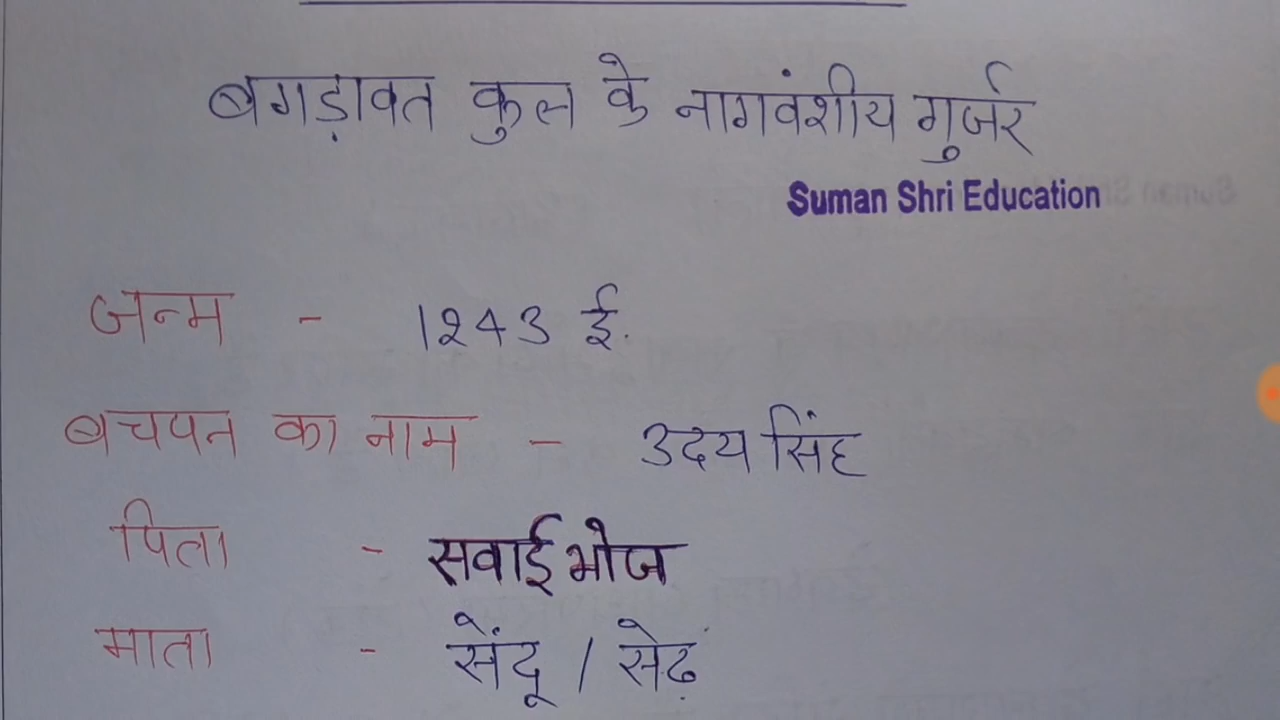 बगड़ावत कुल के नागवंशीय गुर्जर
Suman Shri Education
जन्म - 1243 ई.
बचपन का नाम - उदय सिंह
पिता - सवाई भोज
माता - सेंदू / सेढ़